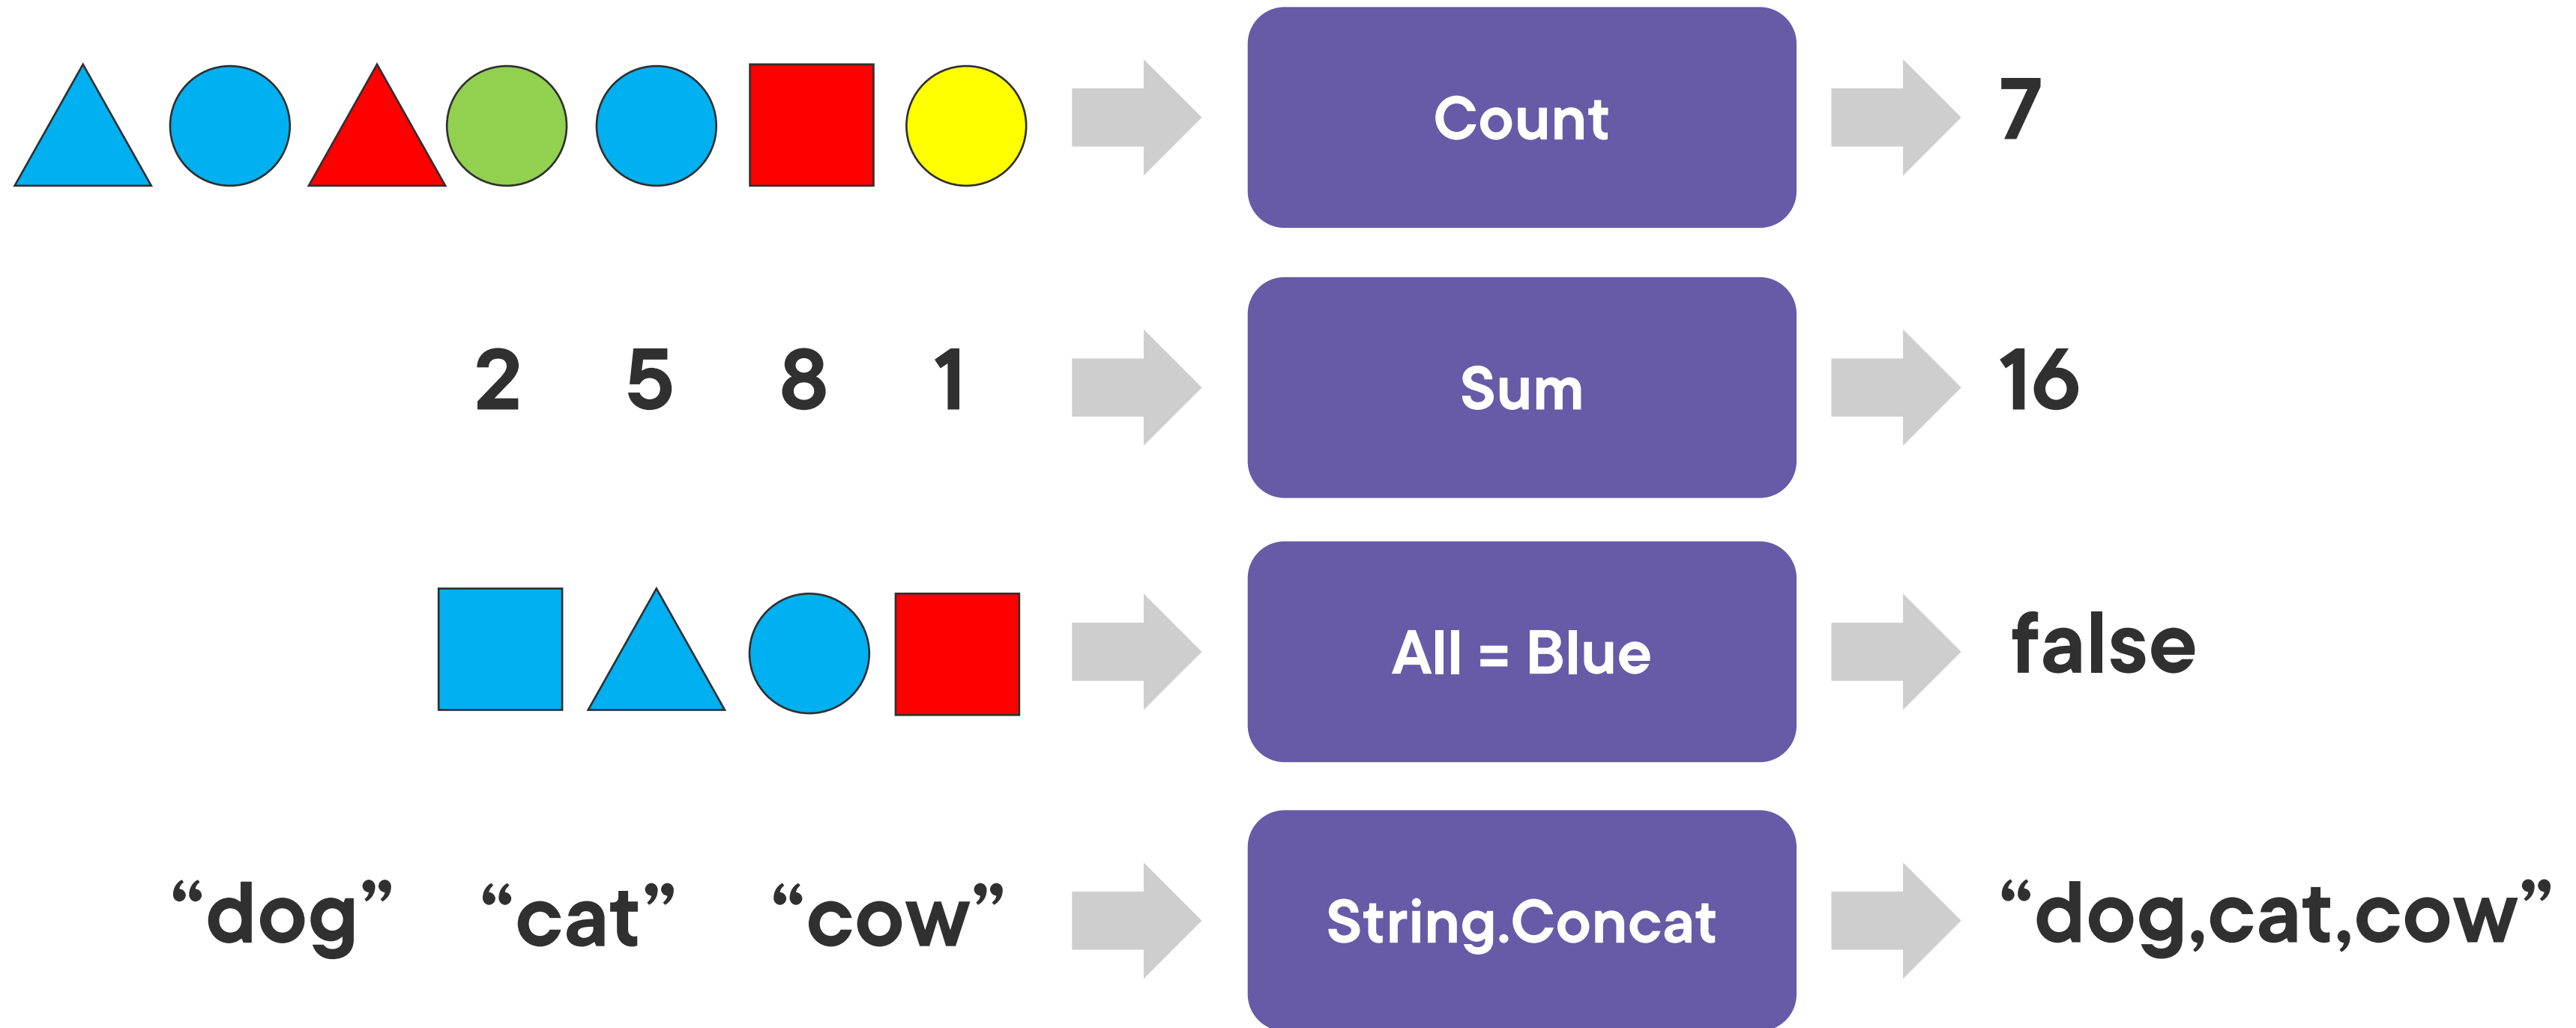 Count 7
2 5 8 1 Sum 16
All = Blue false
“dog” “cat” “cow” String.Concat “dog,cat,cow”